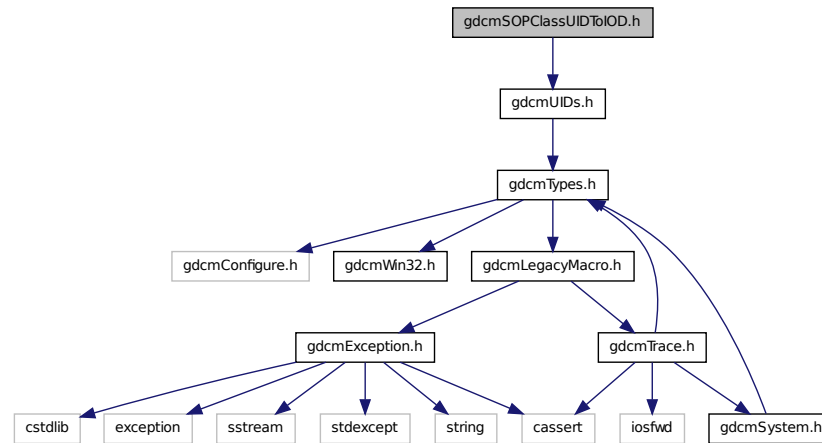 gdcmSOPClassUIDToIOD.h
gdcmUIDs.h
gdcmTypes.h
gdcmConfigure.h
gdcmWin32.h
gdcmLegacyMacro.h
gdcmException.h
gdcmTrace.h
cstdlib
exception
sstream
stdexcept
string
cassert
iosfwd
gdcmSystem.h